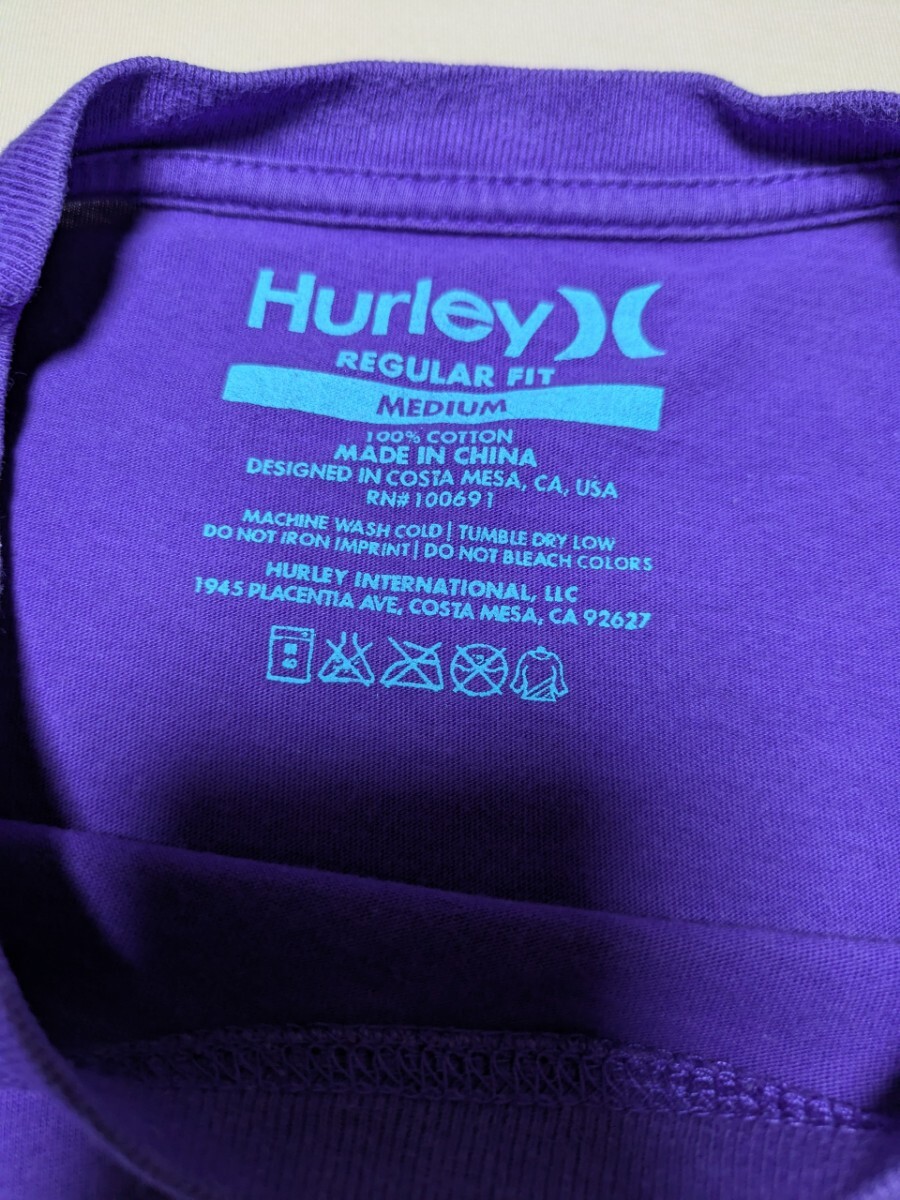 Hurley
REGULAR FIT
MEDIUM
100% COTTON
MADE IN CHINA
DESIGNED IN COSTA MESA, CA, USA
RN#100691
MACHINE WASH COLD | TUMBLE DRY LOW
DO NOT IRON IMPRINT | DO NOT BLEACH COLORS
HURLEY INTERNATIONAL, LLC
1945 PLACENTIA AVE, COSTA MESA, CA 92627